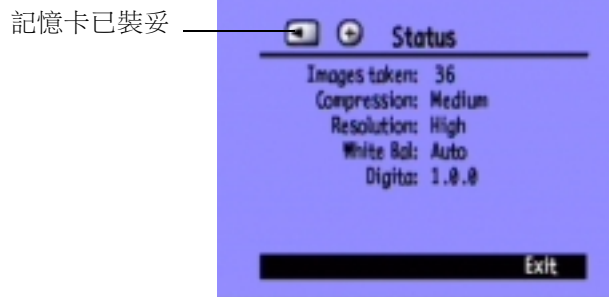 記憶卡已裝妥
Status
Images taken: 36
Compression: Medium
Resolution: High
White Bal: Auto
Digita: 1.0.0
Exit